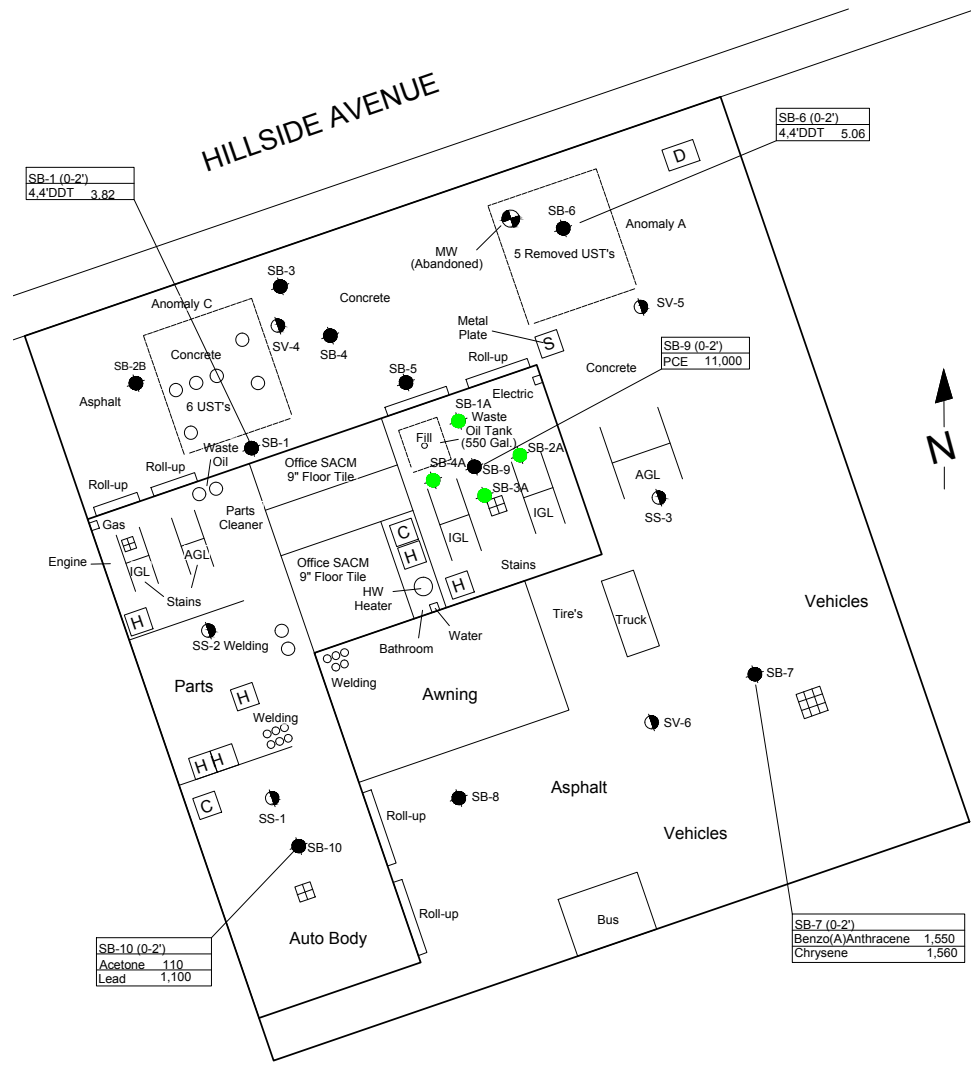 HILLSIDE AVENUE
SB-6 (0-2')
4,4'DDT 5.06
D
SB-1 (0-2')
4,4'DDT 3.82
SB-6
Anomaly A
MW
(Abandoned)
5 Removed UST's
SB-3
Concrete
Anomaly C
SV-5
SV-4
Metal
Plate
S
SB-4
Concrete
SB-9 (0-2')
PCE 11,000
Roll-up
SB-2B
Concrete
SB-5
Electric
Asphalt
6 UST's
SB-1A
Waste
Oil Tank
(550 Gal.)
Fill
N
SB-1
Waste
Oil
Office SACM
9" Floor Tile
SB-4A
SB-9
SB-2A
Roll-up
Roll-up
SB-3A
AGL
SS-3
Parts
Cleaner
Gas
IGL
IGL
C
H
Engine
IGL
AGL
Office SACM
9" Floor Tile
Stains
Stains
HW
Heater
H
H
Tire's
Truck
Vehicles
SS-2 Welding
Water
Bathroom
Welding
SB-7
Parts
H
Awning
Welding
SV-6
H
H
C
SS-1
SB-8
Asphalt
Roll-up
Vehicles
SB-10
Roll-up
Bus
SB-7 (0-2')
Benzo(A)Anthracene 1,550
Chrysene 1,560
Auto Body
SB-10 (0-2')
Acetone 110
Lead 1,100